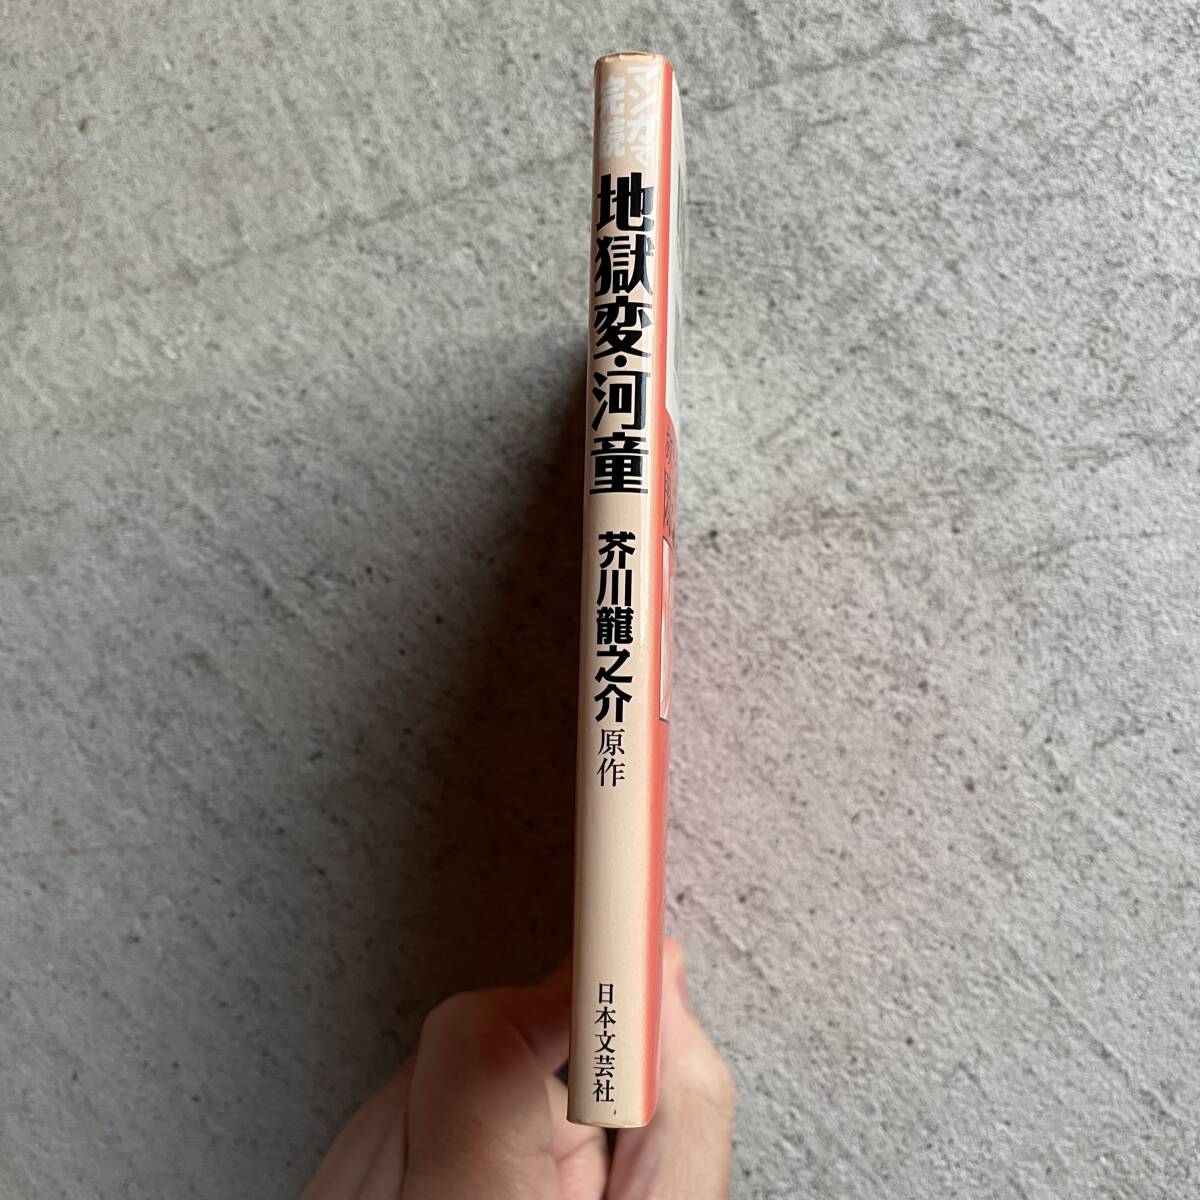 マンガで
完読
地獄変・河童
芥川龍之介
原作
日本文芸社